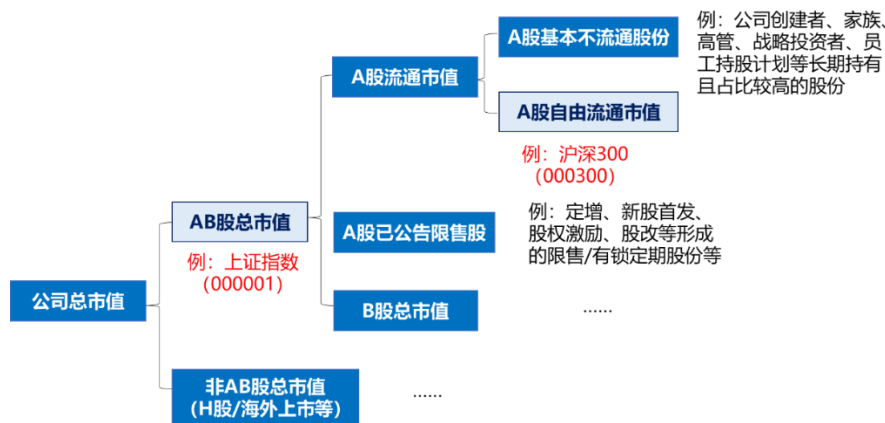 A股基本不流通股份
例：公司创建者、家族、
高管、战略投资者、员
工持股计划等长期持有
且占比较高的股份
A股流通市值
A股自由流通市值
例：沪深300
（000300）
AB股总市值
例：上证指数
（000001）
A股已公告限售股
例：定增、新股首发、
股权激励、股改等形成
的限售/有锁定期股份等
公司总市值
B股总市值
......
非AB股总市值
（H股/海外上市等）
......